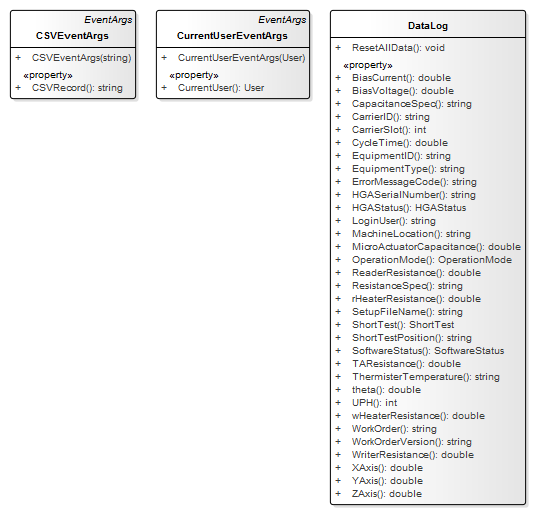 EventArgs
CSVEventArgs
+ CSVEventArgs(string)
«property»
+ CSVRecord(): string
EventArgs
CurrentUserEventArgs
+ CurrentUserEventArgs(User)
«property»
+ CurrentUser(): User
DataLog
+ ResetAllData(): void
«property»
+ BiasCurrent(): double
+ BiasVoltage(): double
+ CapacitanceSpec(): string
+ CarrierID(): string
+ CarrierSlot(): int
+ CycleTime(): double
+ EquipmentID(): string
+ EquipmentType(): string
+ ErrorMessageCode(): string
+ HGASerialNumber(): string
+ HGAStatus(): HGAStatus
+ LoginUser(): string
+ MachineLocation(): string
+ MicroActuatorCapacitance(): double
+ OperationMode(): OperationMode
+ ReaderResistance(): double
+ ResistanceSpec(): string
+ rHeaterResistance(): double
+ SetupFileName(): string
+ ShortTest(): ShortTest
+ ShortTestPosition(): string
+ SoftwareStatus(): SoftwareStatus
+ TAResistance(): double
+ ThermisterTemperature(): string
+ theta(): double
+ UPH(): int
+ wHeaterResistance(): double
+ WorkOrder(): string
+ WorkOrderVersion(): string
+ WriterResistance(): double
+ XAxis(): double
+ YAxis(): double
+ ZAxis(): double